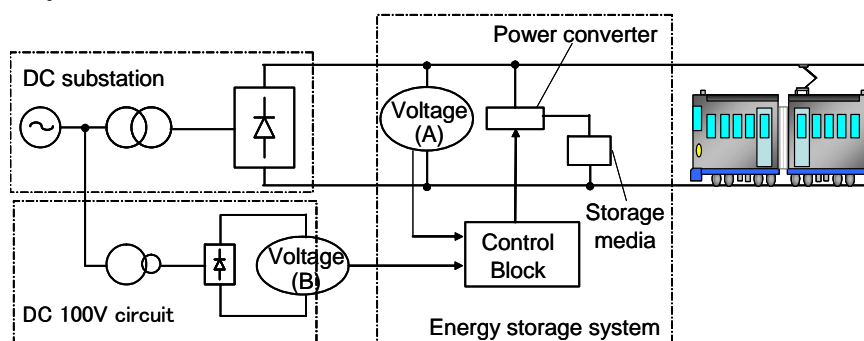 Power converter
DC substation
Voltage
(A)
Storage
media
Control
Block
Voltage
(B)
DC 100V circuit
Energy storage system